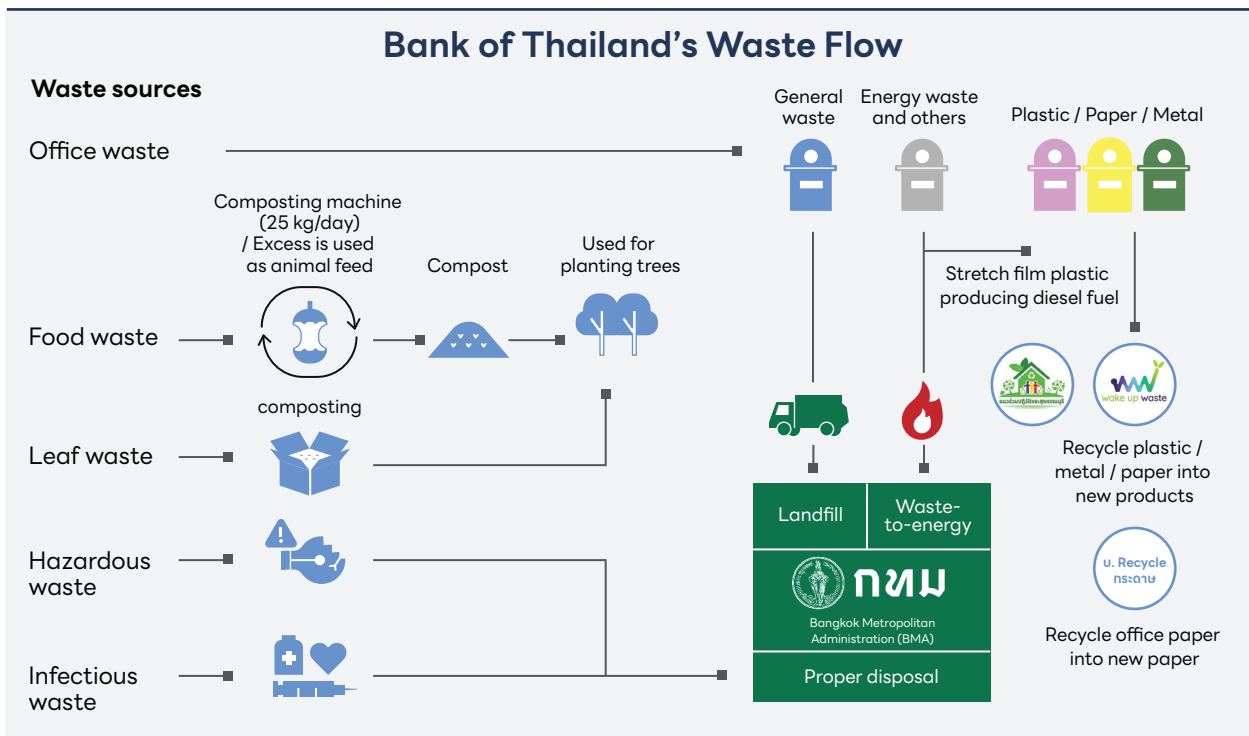 Bank of Thailand's Waste Flow
Waste sources
General
waste
Energy waste
and others
Plastic / Paper / Metal
Office waste
Composting machine
(25 kg/day)
/ Excess is used
as animal feed
Compost
Used for
planting trees
Stretch film plastic
producing diesel fuel
Food waste
wake up waste
composting
Leaf waste
Recycle plastic /
metal / paper into
new products
Landfill
Waste-
to-energy
Hazardous
waste
กทม
Bangkok Metropolitan
Administration (BMA)
บ. Recycle
กระดาษ
Recycle office paper
into new paper
Infectious
waste
Proper disposal